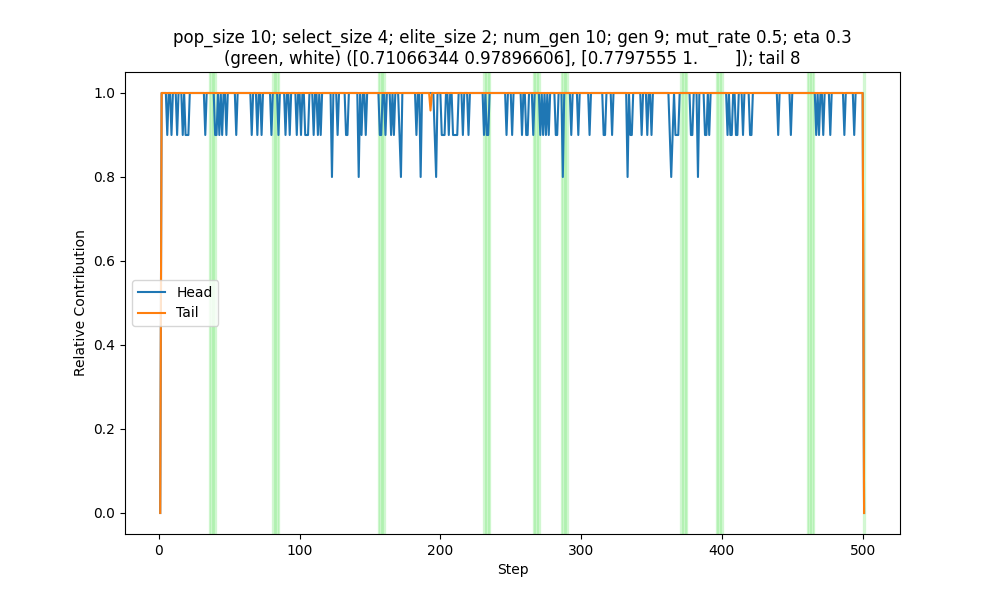 pop_size 10; select_size 4; elite_size 2; num_gen 10; gen 9; mut_rate 0.5; eta 0.3
(green, white) ([0.71066344 0.97896606], [0.7797555 1.        ]); tail 8
1.0
0.8
0.6
0.4
0.2
0.0
Relative Contribution
Head
Tail
0
100
200
300
400
500
Step